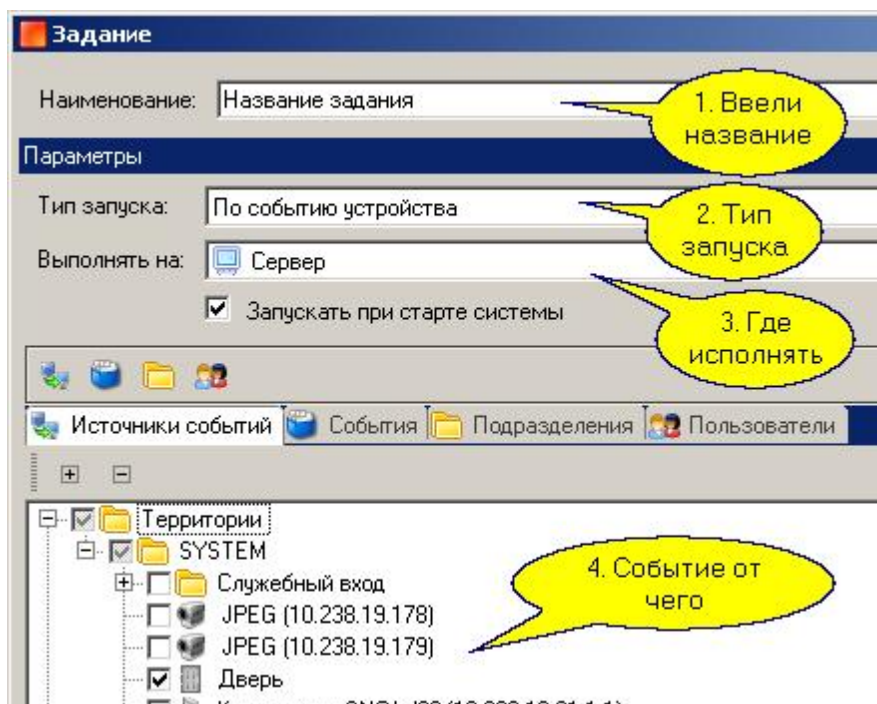 Задание
Наименование: Название задания
1. Ввели
название
Параметры
Тип запуска: По событию устройства
2. Тип
запуска
Выполнять на: Сервер
Запускать при старте системы
3. Где
исполнять
Источники событий События Подразделения Пользователи
Территории
SYSTEM
4. Событие от
чего
Служебный вход
JPEG (10.238.19.178)
JPEG (10.238.19.179)
Дверь